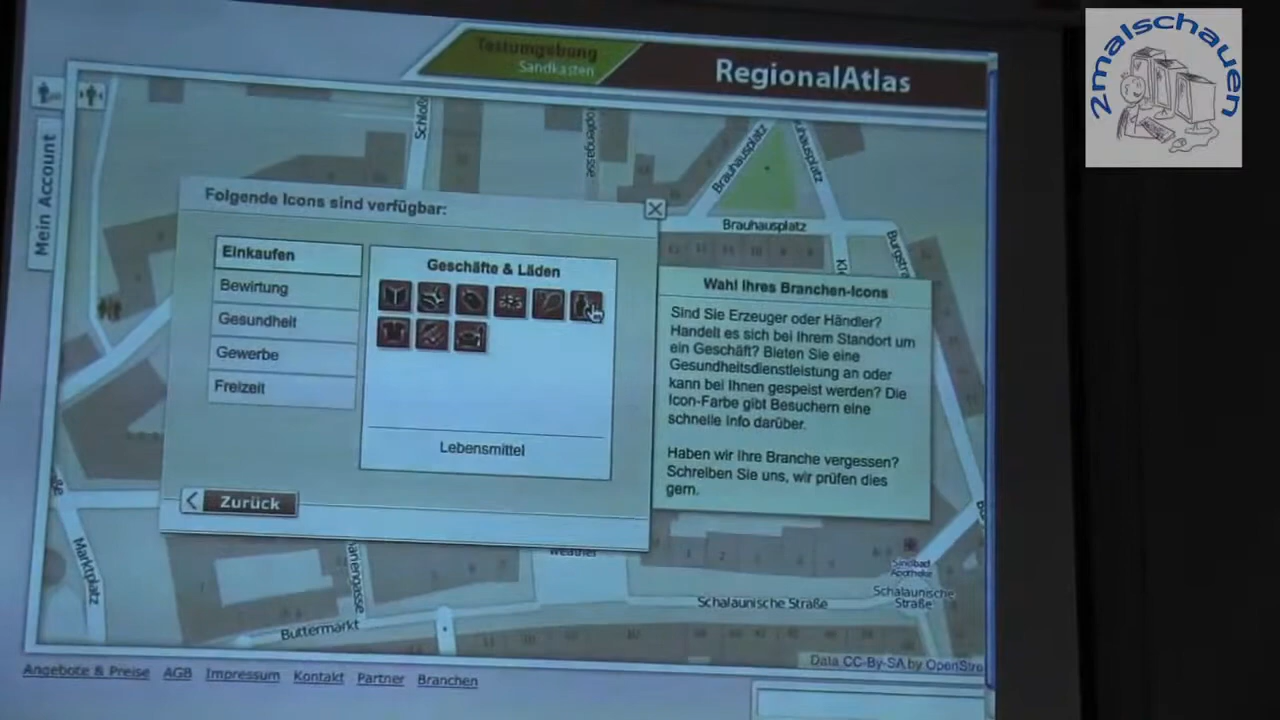 2malschauen
Testumgebung
Sandkasten
RegionalAtlas
Mein Account
Brauhausplatz
Brauhausplatz
Folgende Icons sind verfügbar:
Einkaufen
Bewirtung
Gesundheit
Gewerbe
Freizeit
Geschäfte & Läden
Lebensmittel
Zurück
Wahl Ihres Branchen-Icons
Sind Sie Erzeuger oder Händler?
Handelt es sich bei Ihrem Standort um
ein Geschäft? Bieten Sie eine
Gesundheitsdienstleistung an oder
kann bei Ihnen gespeist werden? Die
Icon-Farbe gibt Besuchern eine
schnelle Info darüber.
Haben wir Ihre Branche vergessen?
Schreiben Sie uns, wir prüfen dies
gern.
Marktplatz
Buttermarkt
Schalaunische Straße
Sandbad
Apotheke
Schalaunische
Straße
Data CC-By-SA by OpenStre
Angebote & Preise AGB Impressum Kontakt Partner Branchen